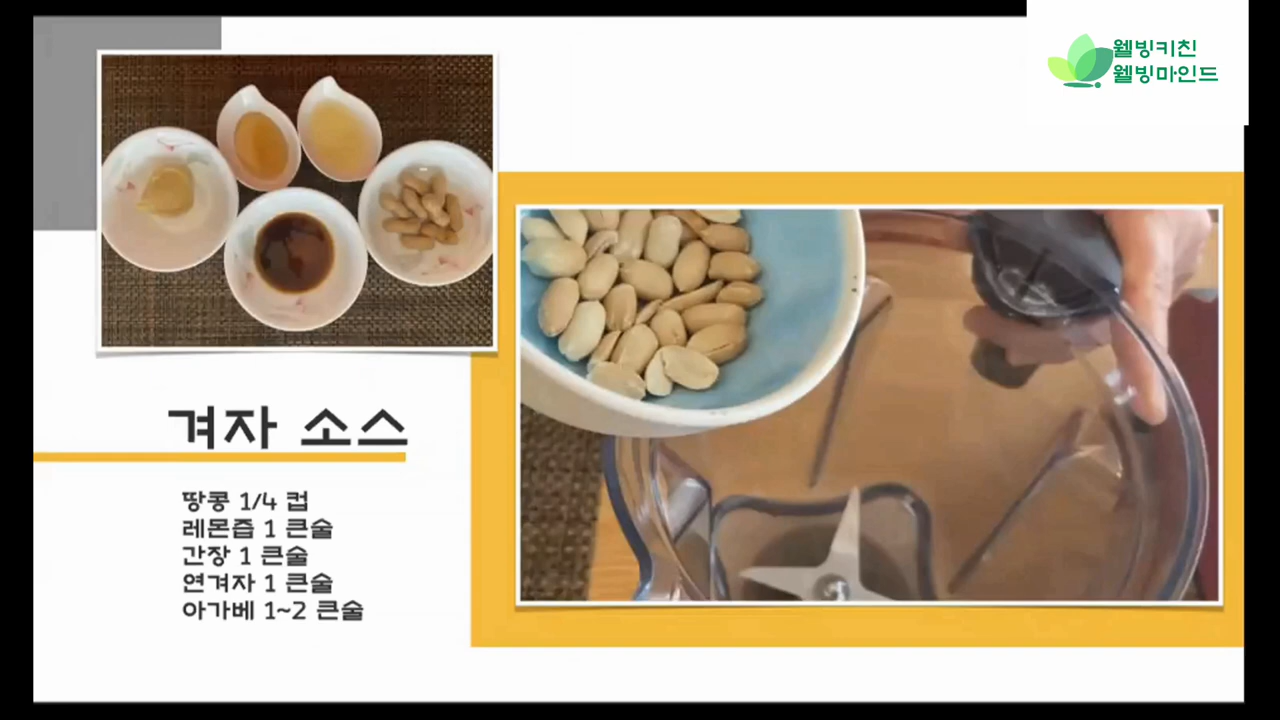 웰빙키친
웰빙마인드
겨자 소스
땅콩 1/4 컵
레몬즙 1 큰술
간장 1 큰술
연겨자 1 큰술
아가베 1~2 큰술